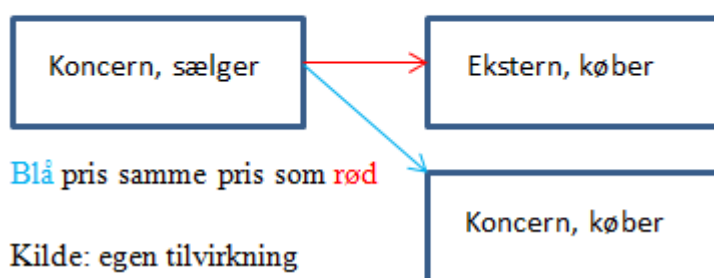 Koncern, sælger
Ekstern, køber
Blå pris samme pris som rød
Koncern, køber
Kilde: egen tilvirkning